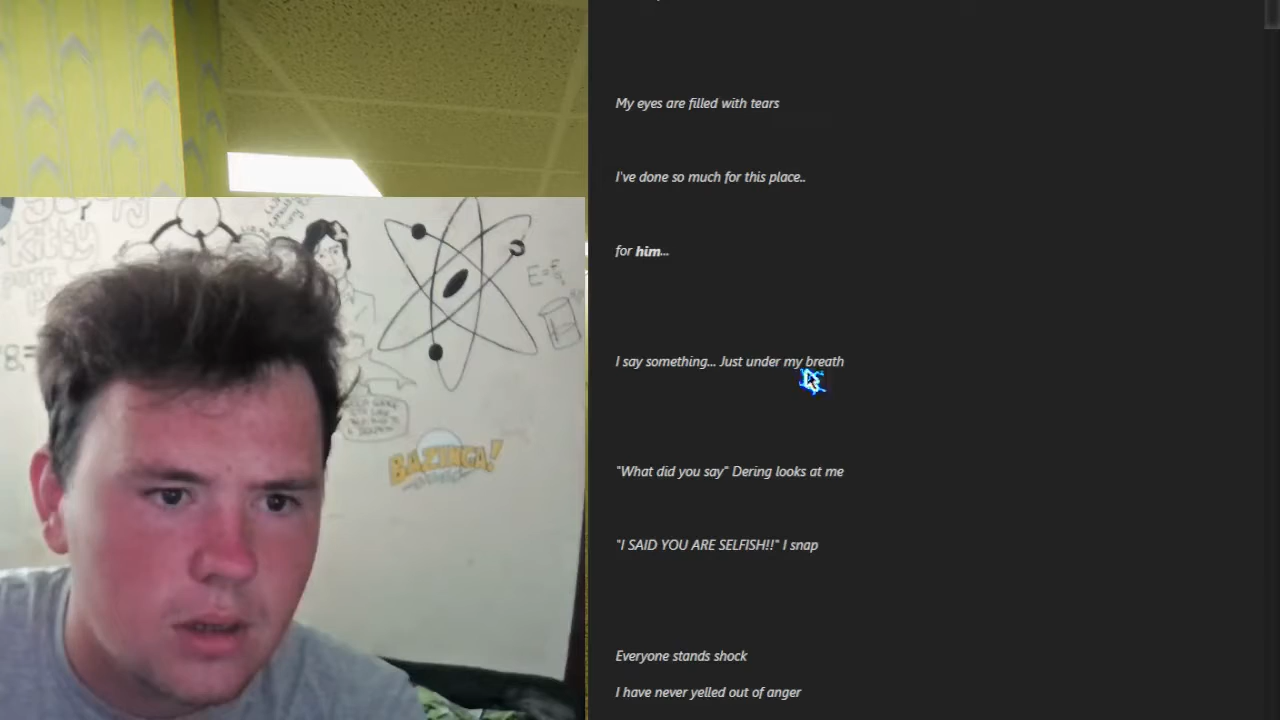 Kitty
E=
BAZINGA!
My eyes are filled with tears
I've done so much for this place..
for him...
I say something... Just under my breath
"What did you say" Dering looks at me
"I SAID YOU ARE SELFISH!!" I snap
Everyone stands shock
I have never yelled out of anger